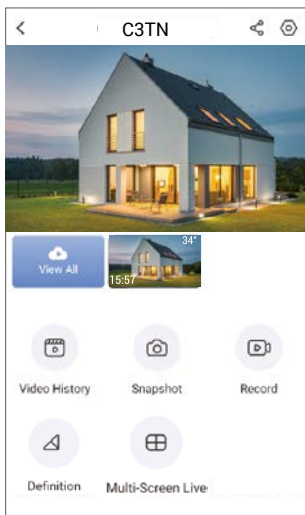 C3TN
View All
34"
15:57
Video History
Snapshot
Record
Definition
Multi-Screen Live